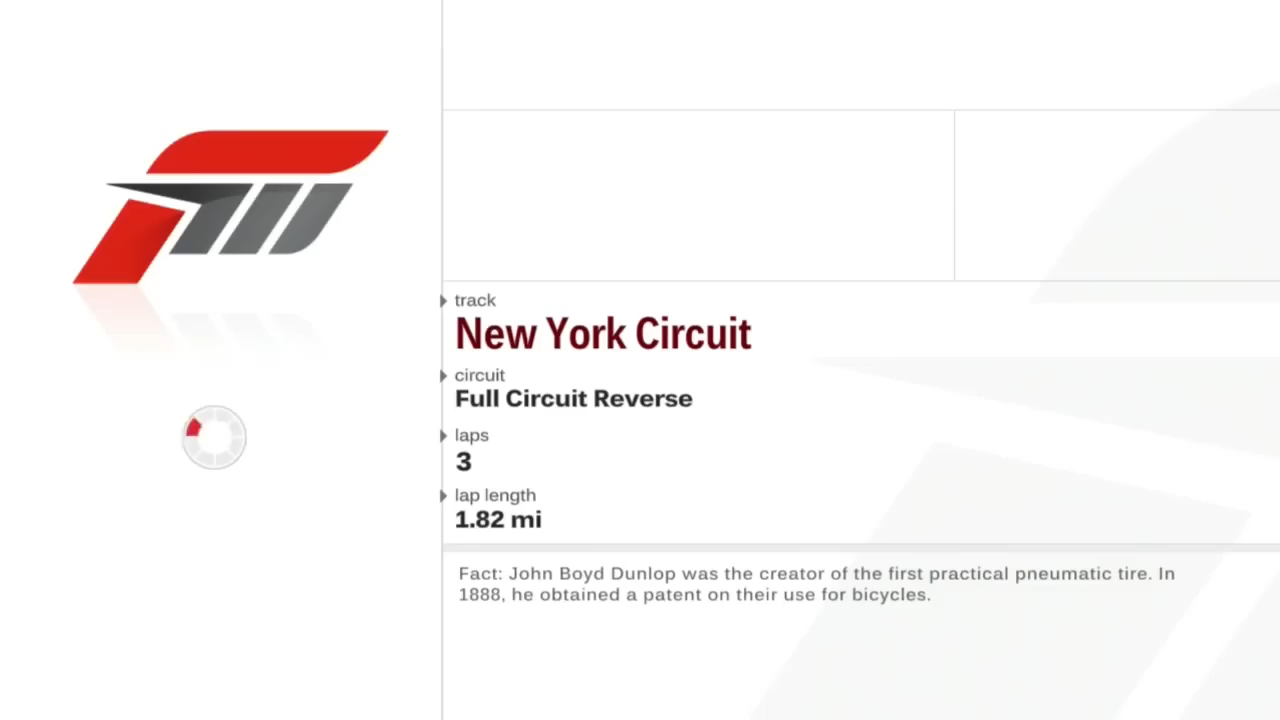 track
New York Circuit
circuit
Full Circuit Reverse
laps
3
lap length
1.82 mi
Fact: John Boyd Dunlop was the creator of the first practical pneumatic tire. In
1888, he obtained a patent on their use for bicycles.